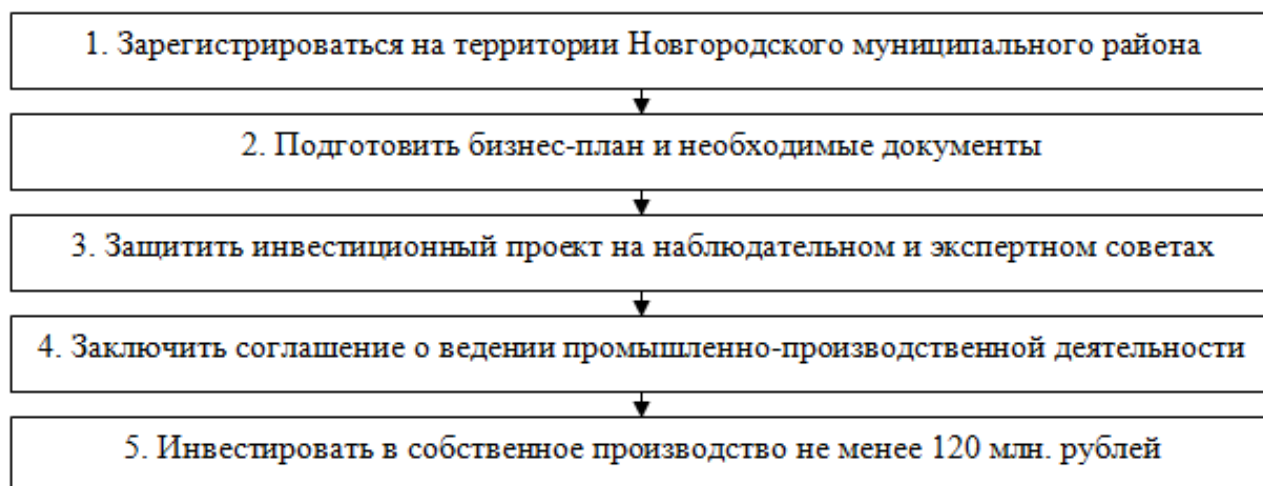 1. Зарегистрироваться на территории Новгородского муниципального района
2. Подготовить бизнес-план и необходимые документы
3. Защитить инвестиционный проект на наблюдательном и экспертном советах
4. Заключить соглашение о ведении промышленно-производственной деятельности
5. Инвестировать в собственное производство не менее 120 млн. рублей